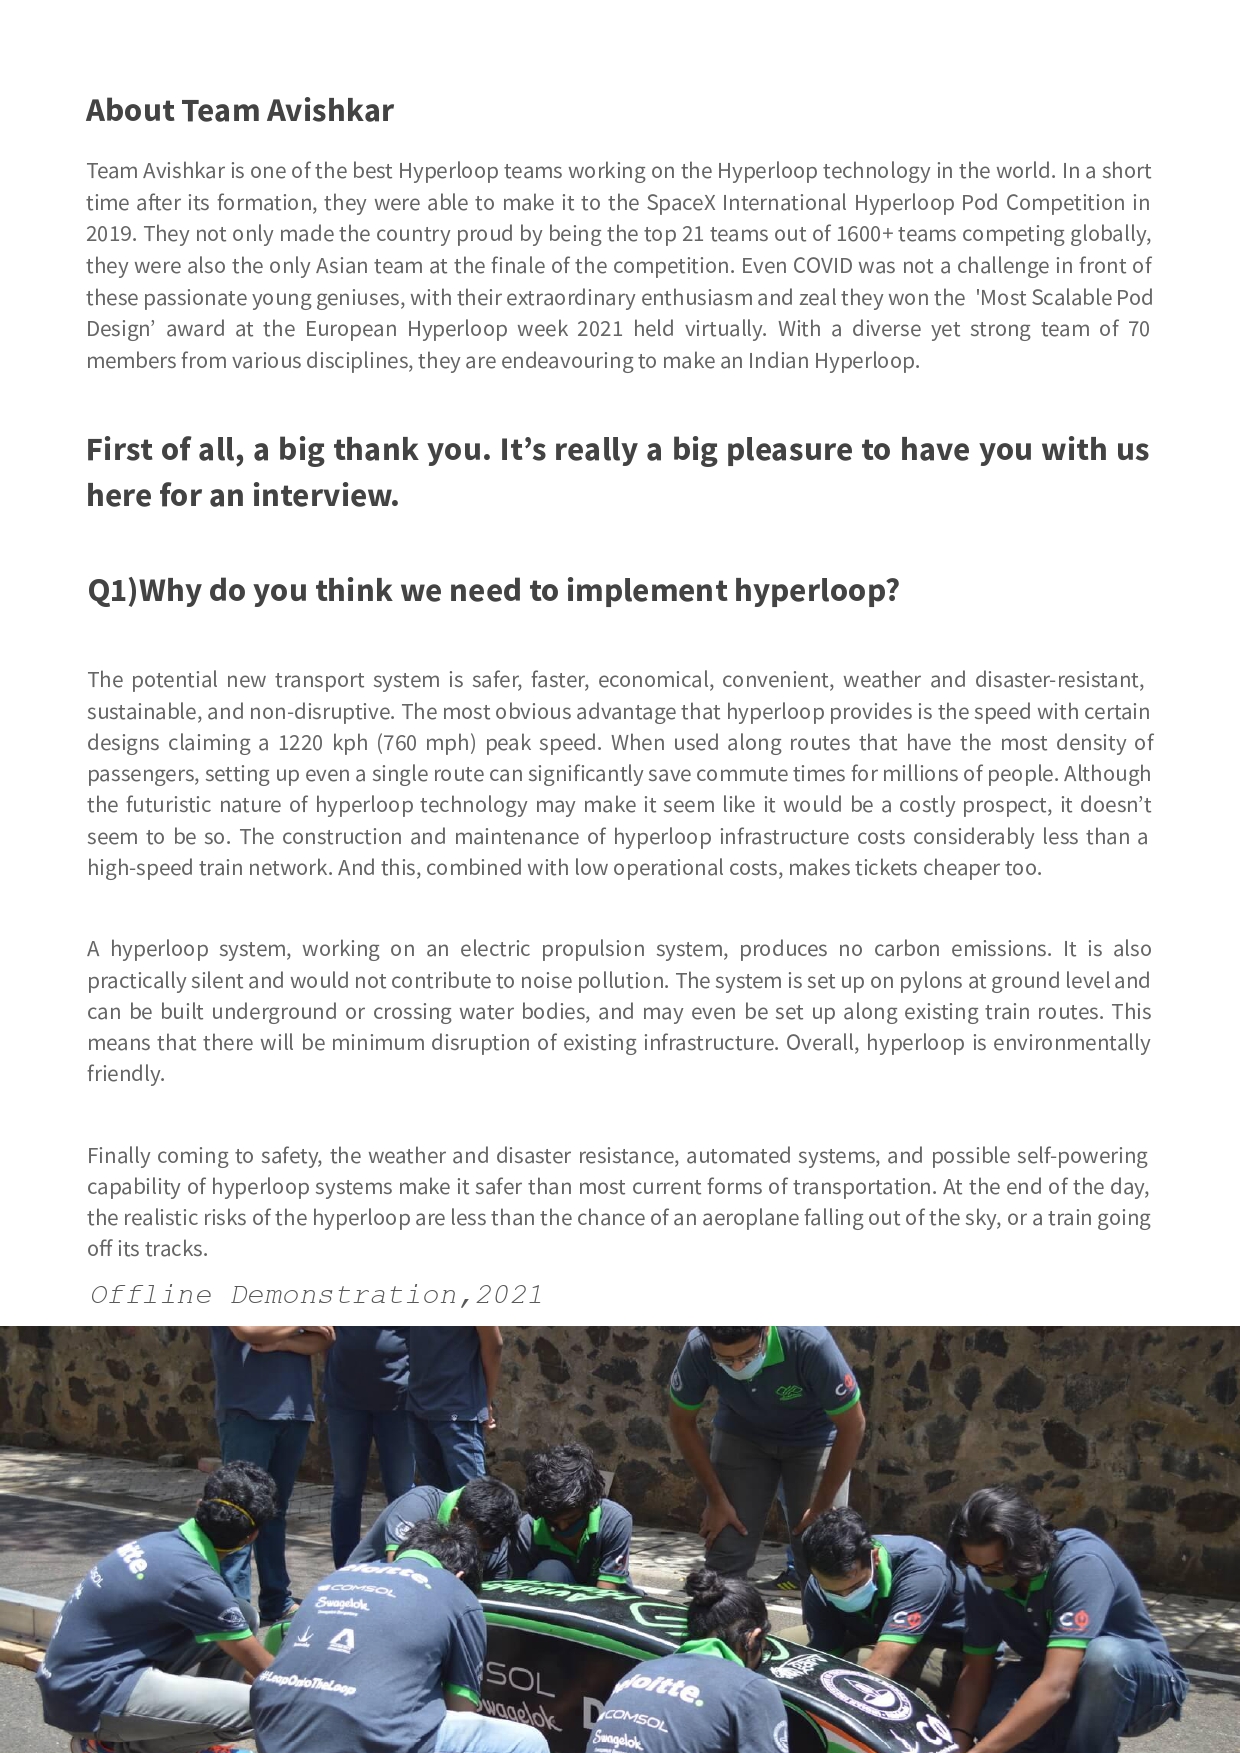 About Team Avishkar
Team Avishkar is one of the best Hyperloop teams working on the Hyperloop technology in the world. In a short
time after its formation, they were able to make it to the SpaceX International Hyperloop Pod Competition in
2019. They not only made the country proud by being the top 21 teams out of 1600+ teams competing globally,
they were also the only Asian team at the finale of the competition. Even COVID was not a challenge in front of
these passionate young geniuses, with their extraordinary enthusiasm and zeal they won the 'Most Scalable Pod
Design’ award at the European Hyperloop week 2021 held virtually. With a diverse yet strong team of 70
members from various disciplines, they are endeavouring to make an Indian Hyperloop.
First of all, a big thank you. It’s really a big pleasure to have you with us
here for an interview.
Q1)Why do you think we need to implement hyperloop?
The potential new transport system is safer, faster, economical, convenient, weather and disaster-resistant,
sustainable, and non-disruptive. The most obvious advantage that hyperloop provides is the speed with certain
designs claiming a 1220 kph (760 mph) peak speed. When used along routes that have the most density of
passengers, setting up even a single route can significantly save commute times for millions of people. Although
the futuristic nature of hyperloop technology may make it seem like it would be a costly prospect, it doesn’t
seem to be so. The construction and maintenance of hyperloop infrastructure costs considerably less than a
high-speed train network. And this, combined with low operational costs, makes tickets cheaper too.
A hyperloop system, working on an electric propulsion system, produces no carbon emissions. It is also
practically silent and would not contribute to noise pollution. The system is set up on pylons at ground level and
can be built underground or crossing water bodies, and may even be set up along existing train routes. This
means that there will be minimum disruption of existing infrastructure. Overall, hyperloop is environmentally
friendly.
Finally coming to safety, the weather and disaster resistance, automated systems, and possible self-powering
capability of hyperloop systems make it safer than most current forms of transportation. At the end of the day,
the realistic risks of the hyperloop are less than the chance of an aeroplane falling out of the sky, or a train going
off its tracks.
Offline Demonstration,2021
COMSOL
Swagelok
#LeapOntoTheLoop
SOL
Swagelok
D
COMSOL
Swagelok